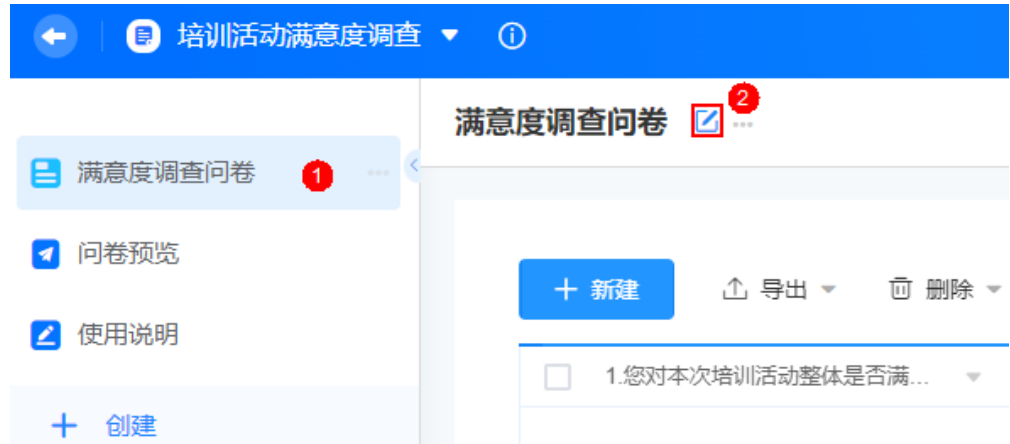 培训活动满意度调查
满意度调查问卷
2
满意度调查问卷
1
问卷预览
使用说明
创建
新建
导出
删除
1.您对本次培训活动整体是否满...